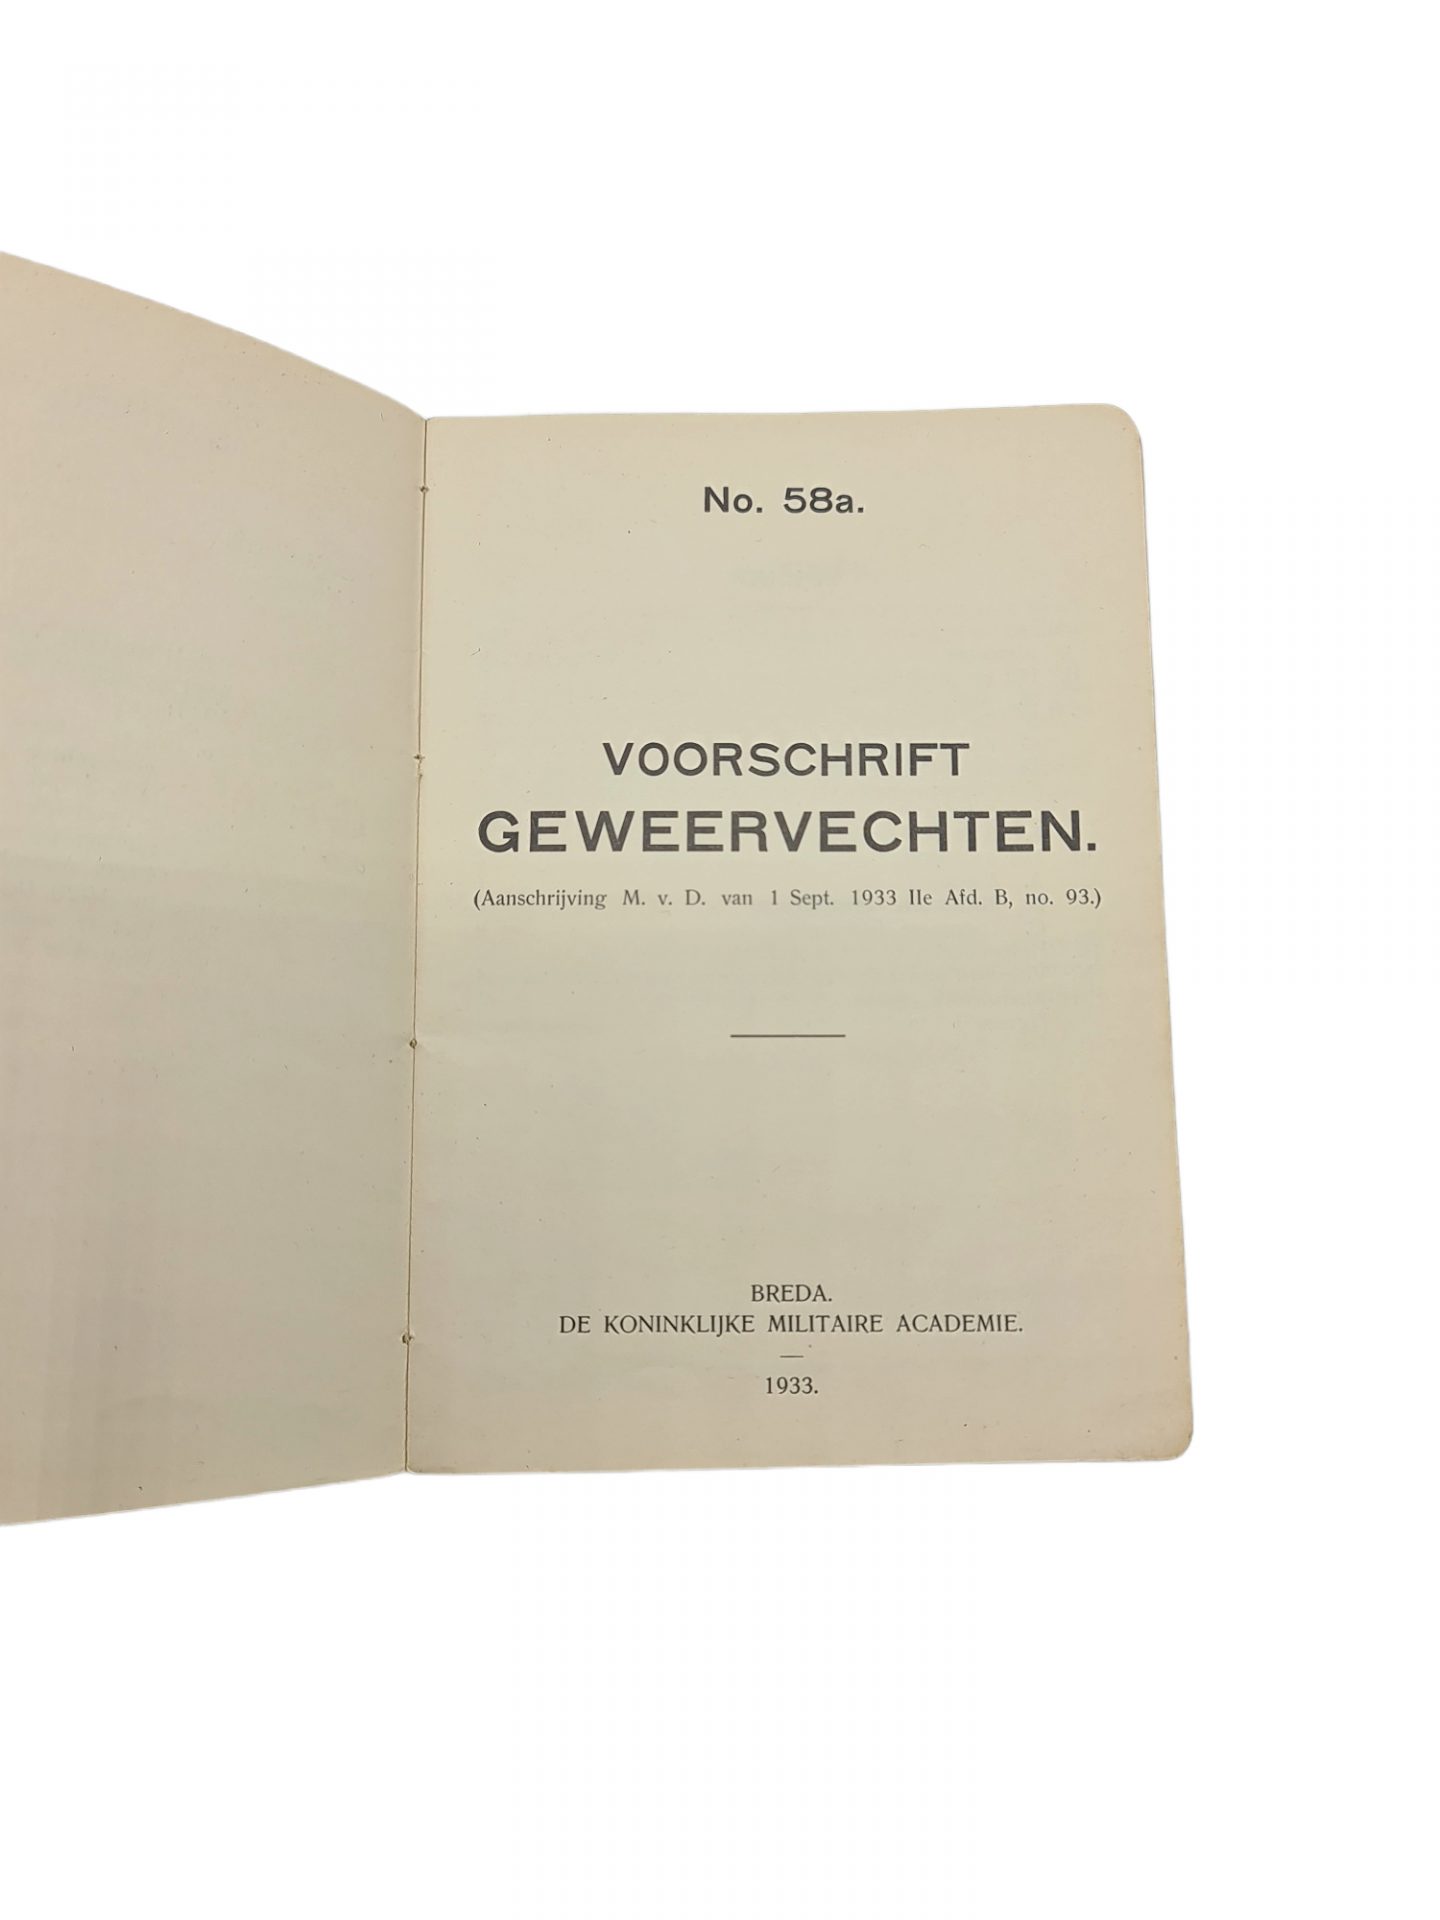 No. 58a.
VOORSCHRIFT
GEWEERVECHTEN.
(Aanschrijving M. v. D. van 1 Sept. 1933 IIe Afd. B, no. 93.)
BREDA.
DE KONINKLIJKE MILITAIRE ACADEMIE.
1933.